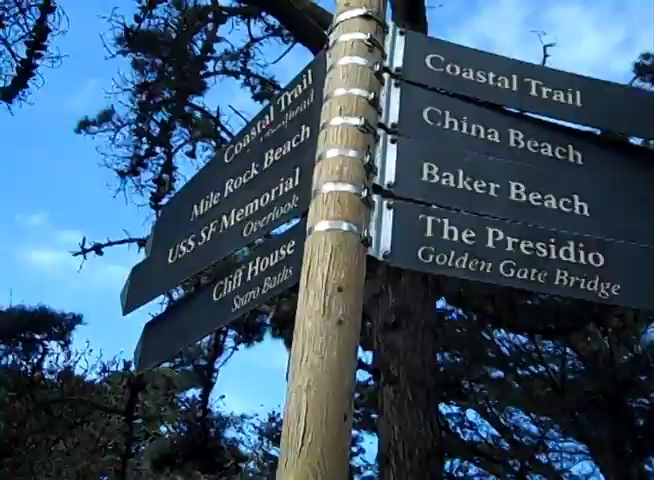 Coastal Trail
Mile Rock Beach
USS SF Memorial
Overlook
Cliff House
Sutro Baths
Coastal Trail
China Beach
Baker Beach
The Presidio
Golden Gate Bridge